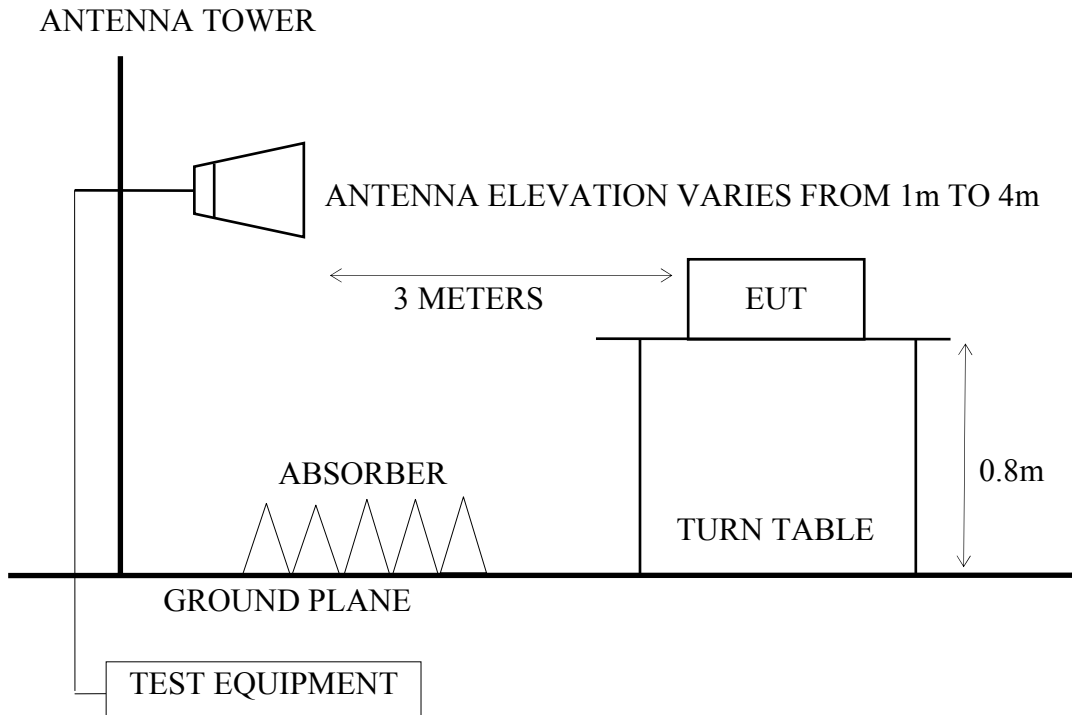 ANTENNA TOWER
ANTENNA ELEVATION VARIES FROM 1m TO 4m
3 METERS
EUT
ABSORBER
0.8m
TURN TABLE
GROUND PLANE
TEST EQUIPMENT